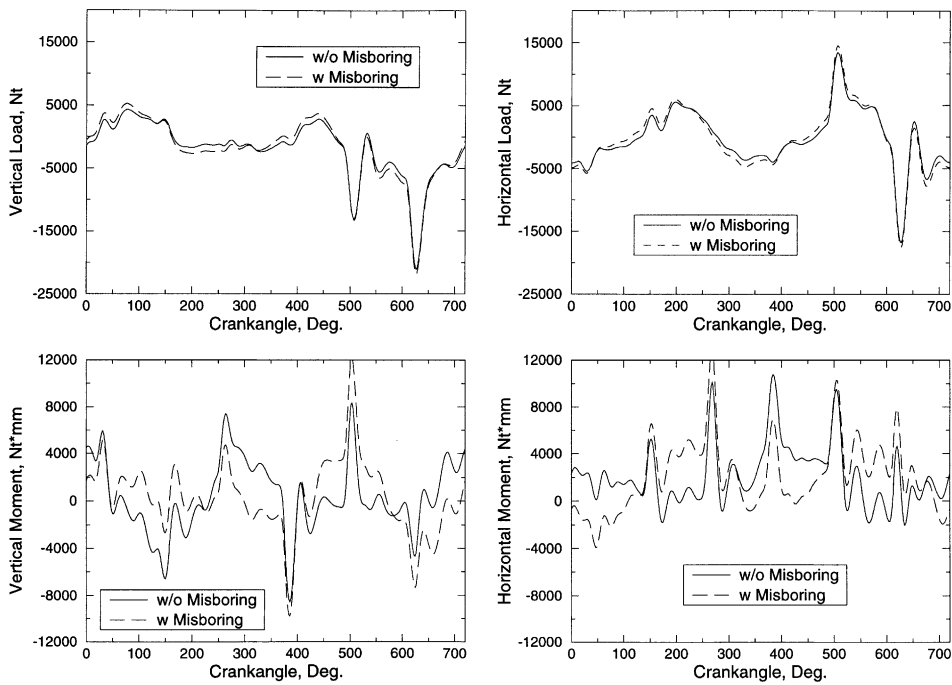 15000
5000
-5000
-15000
-25000
Vertical Load, Nt
w/o Misboring
w Misboring
0 100 200 300 400 500 600 700
Crankangle, Deg.
15000
5000
-5000
-15000
-25000
Horizontal Load, Nt
w/o Misboring
w Misboring
0 100 200 300 400 500 600 700
Crankangle, Deg.
12000
8000
4000
0
-4000
-8000
-12000
Vertical Moment, Nt*mm
w/o Misboring
w Misboring
0 100 200 300 400 500 600 700
Crankangle, Deg.
12000
8000
4000
0
-4000
-8000
-12000
Horizontal Moment, Nt*mm
w/o Misboring
w Misboring
0 100 200 300 400 500 600 700
Crankangle, Deg.